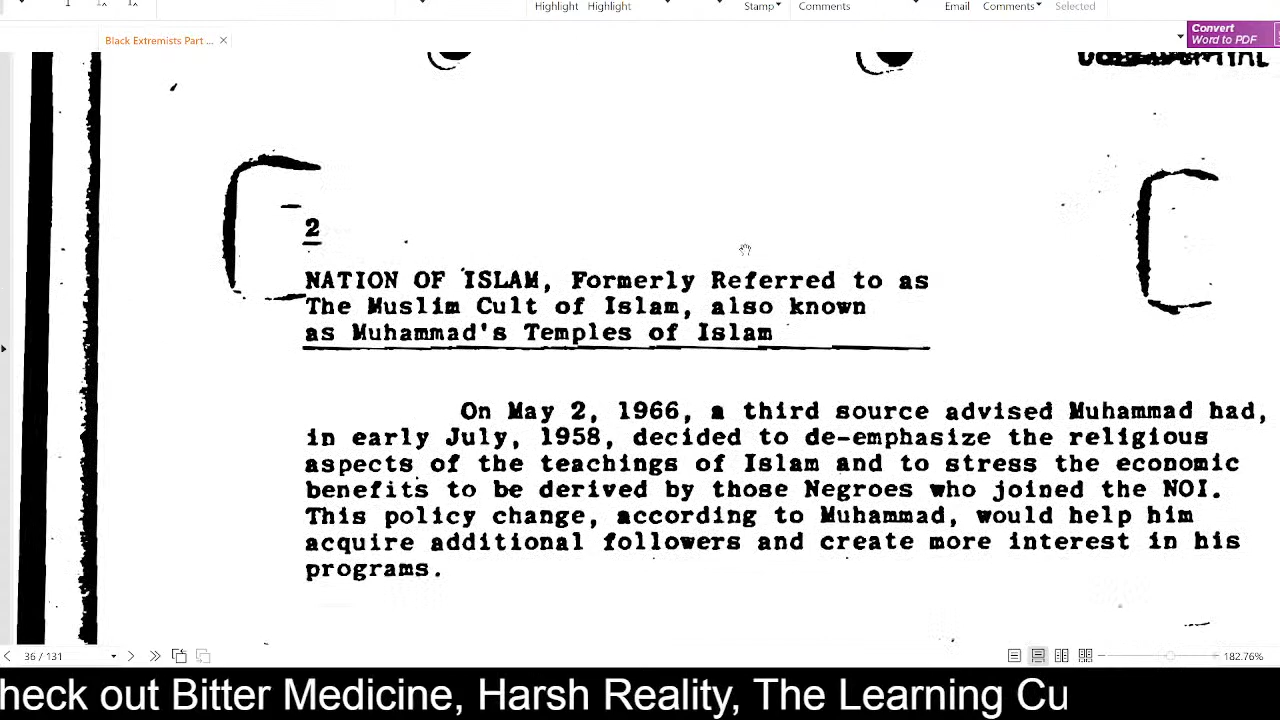 Highlight Highlight Stamp Comments Email Comments Selected
Black Extremists Part ...
Convert
Word to PDF
2
NATION OF ISLAM, Formerly Referred to as
The Muslim Cult of Islam, also known
as Muhammad's Temples of Islam
On May 2, 1966, a third source advised Muhammad had,
in early July, 1958, decided to de-emphasize the religious
aspects of the teachings of Islam and to stress the economic
benefits to be derived by those Negroes who joined the NOI.
This policy change, according to Muhammad, would help him
acquire additional followers and create more interest in his
programs.
36 / 131
182.76%
heck out Bitter Medicine, Harsh Reality, The Learning Cu